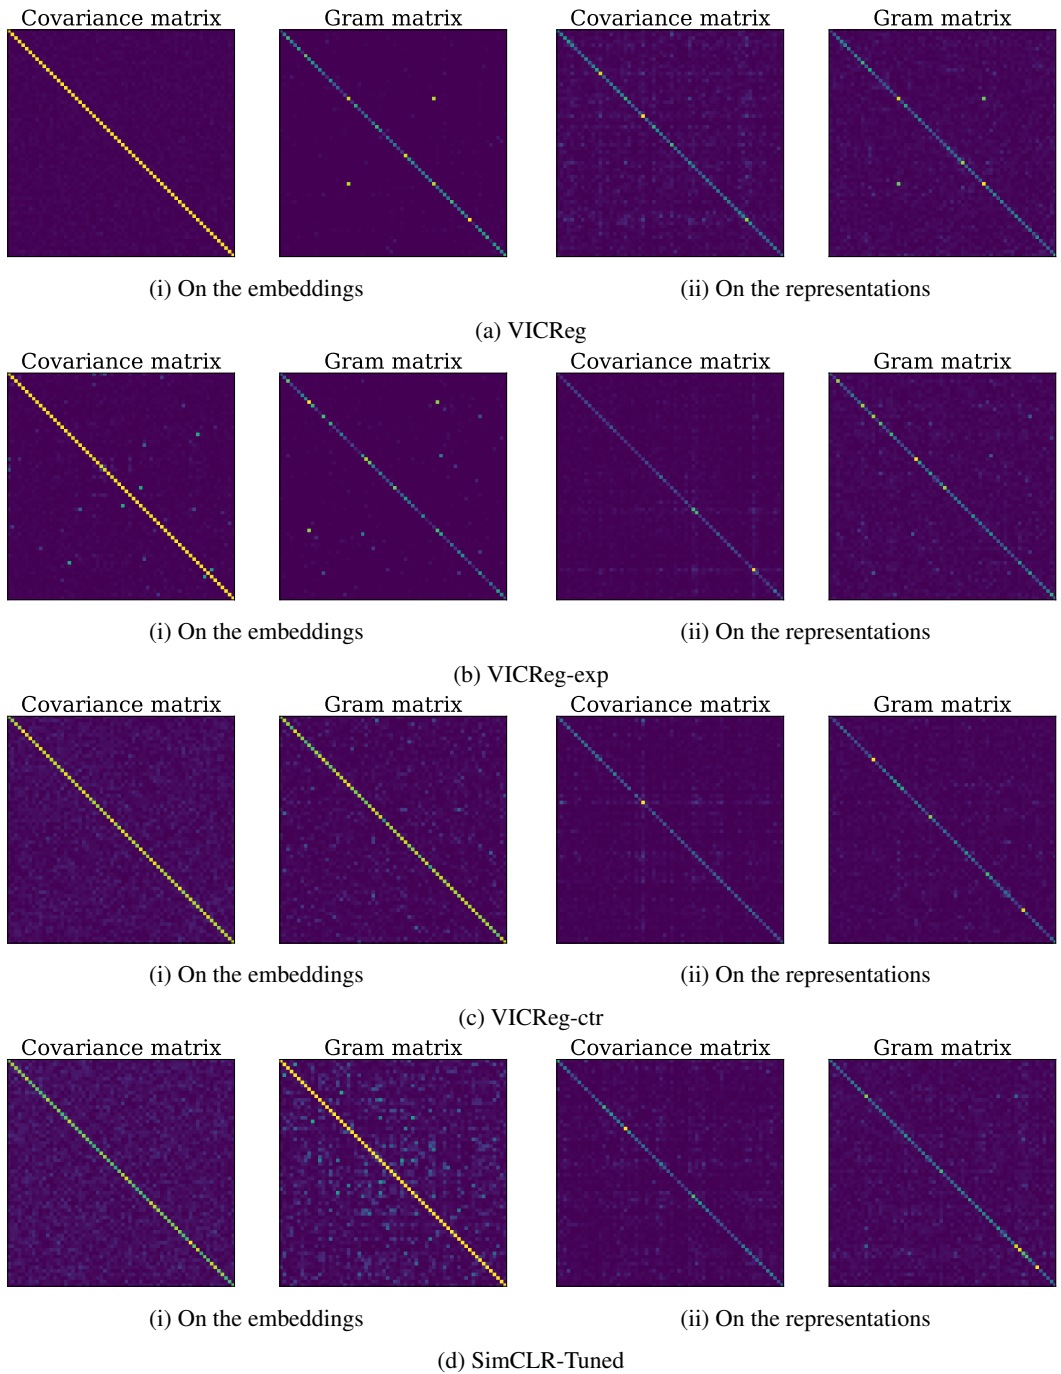 Covariance matrix Gram matrix Covariance matrix Gram matrix
(i) On the embeddings (ii) On the representations
(a) VICReg
Covariance matrix Gram matrix Covariance matrix Gram matrix
(i) On the embeddings (ii) On the representations
(b) VICReg-exp
Covariance matrix Gram matrix Covariance matrix Gram matrix
(i) On the embeddings (ii) On the representations
(c) VICReg-ctr
Covariance matrix Gram matrix Covariance matrix Gram matrix
(i) On the embeddings (ii) On the representations
(d) SimCLR-Tuned